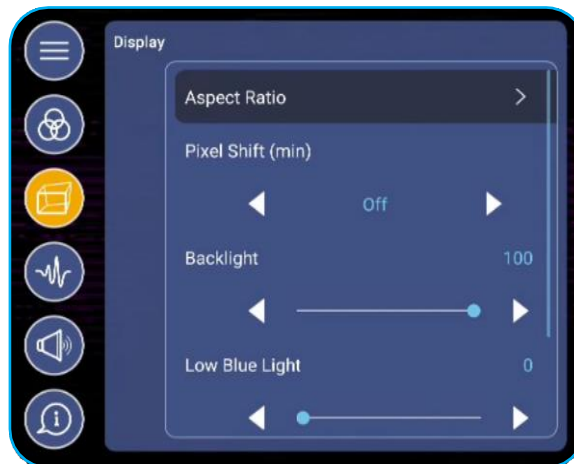 Display
Aspect Ratio
Pixel Shift (min)
Off
Backlight 100
Low Blue Light 0